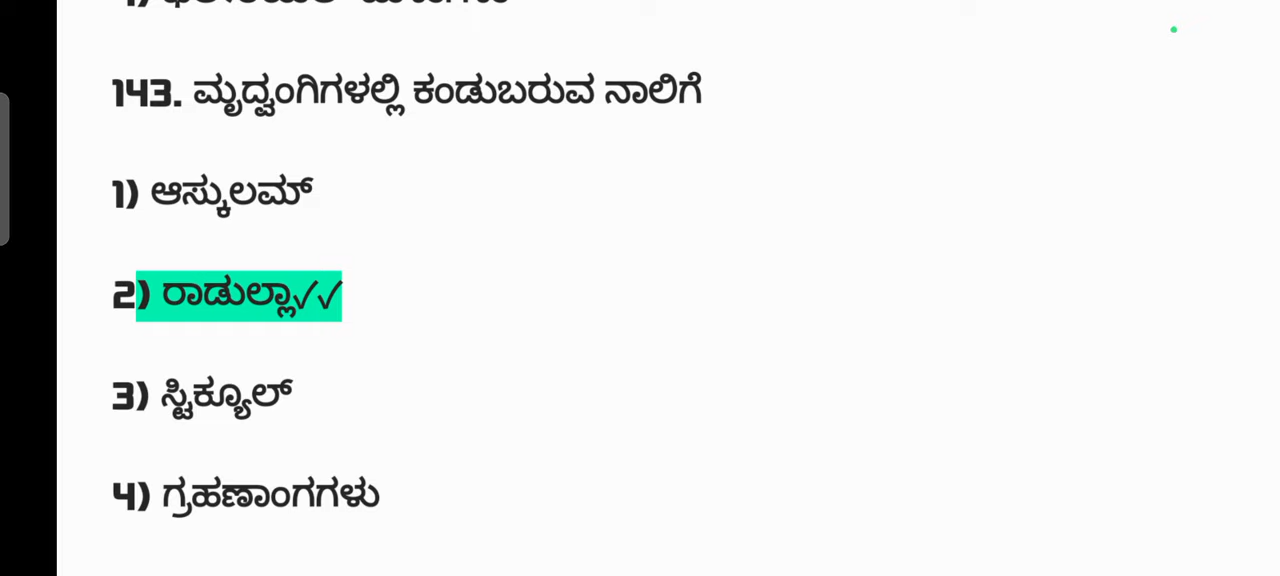 143. ಮೃದ್ವಂಗಿಗಳಲ್ಲಿ ಕಂಡುಬರುವ ನಾಲಿಗೆ
1) ಆಸ್ಕುಲಮ್
2) ರಾಡುಲ್ಲಾ✓✓
3) ಸ್ಟಿಕ್ಯೂಲ್
4) ಗ್ರಹಣಾಂಗಗಳು